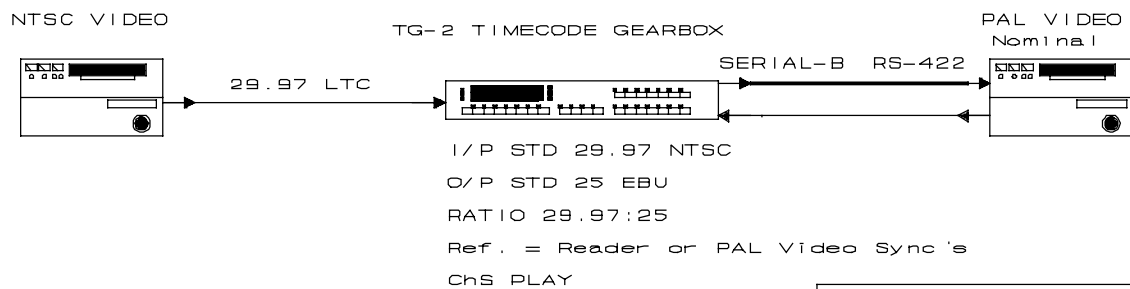 NTSC VIDEO
TG-2 TIMECODE GEARBOX
PAL VIDEO
Nominal
29.97 LTC
SERIAL-B RS-422
I/P STD 29.97 NTSC
O/P STD 25 EBU
RATIO 29.97:25
Ref. = Reader or PAL Video Sync's
ChS PLAY